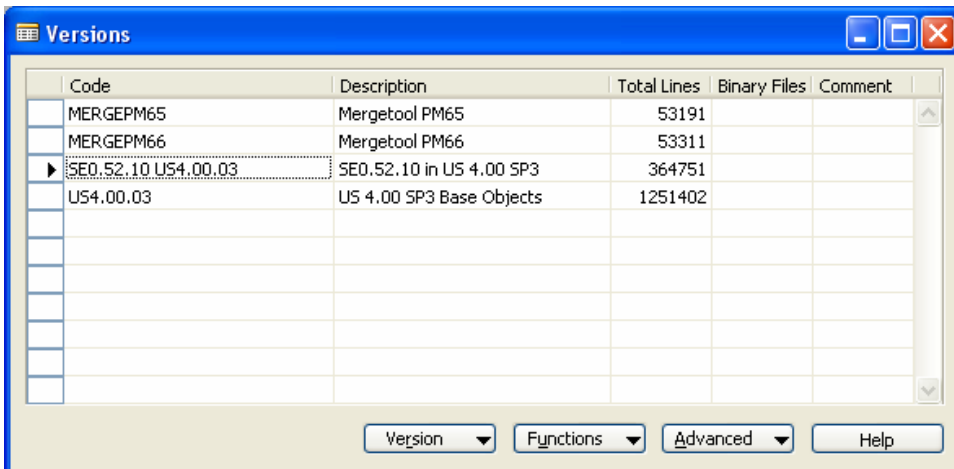 Versions
Code Description Total Lines Binary Files Comment
MERGEPM65 Mergetool PM65 53191
MERGEPM66 Mergetool PM66 53311
SE0.52.10 US4.00.03 SE0.52.10 in US 4.00 SP3 364751
US4.00.03 US 4.00 SP3 Base Objects 1251402
Version Functions Advanced Help